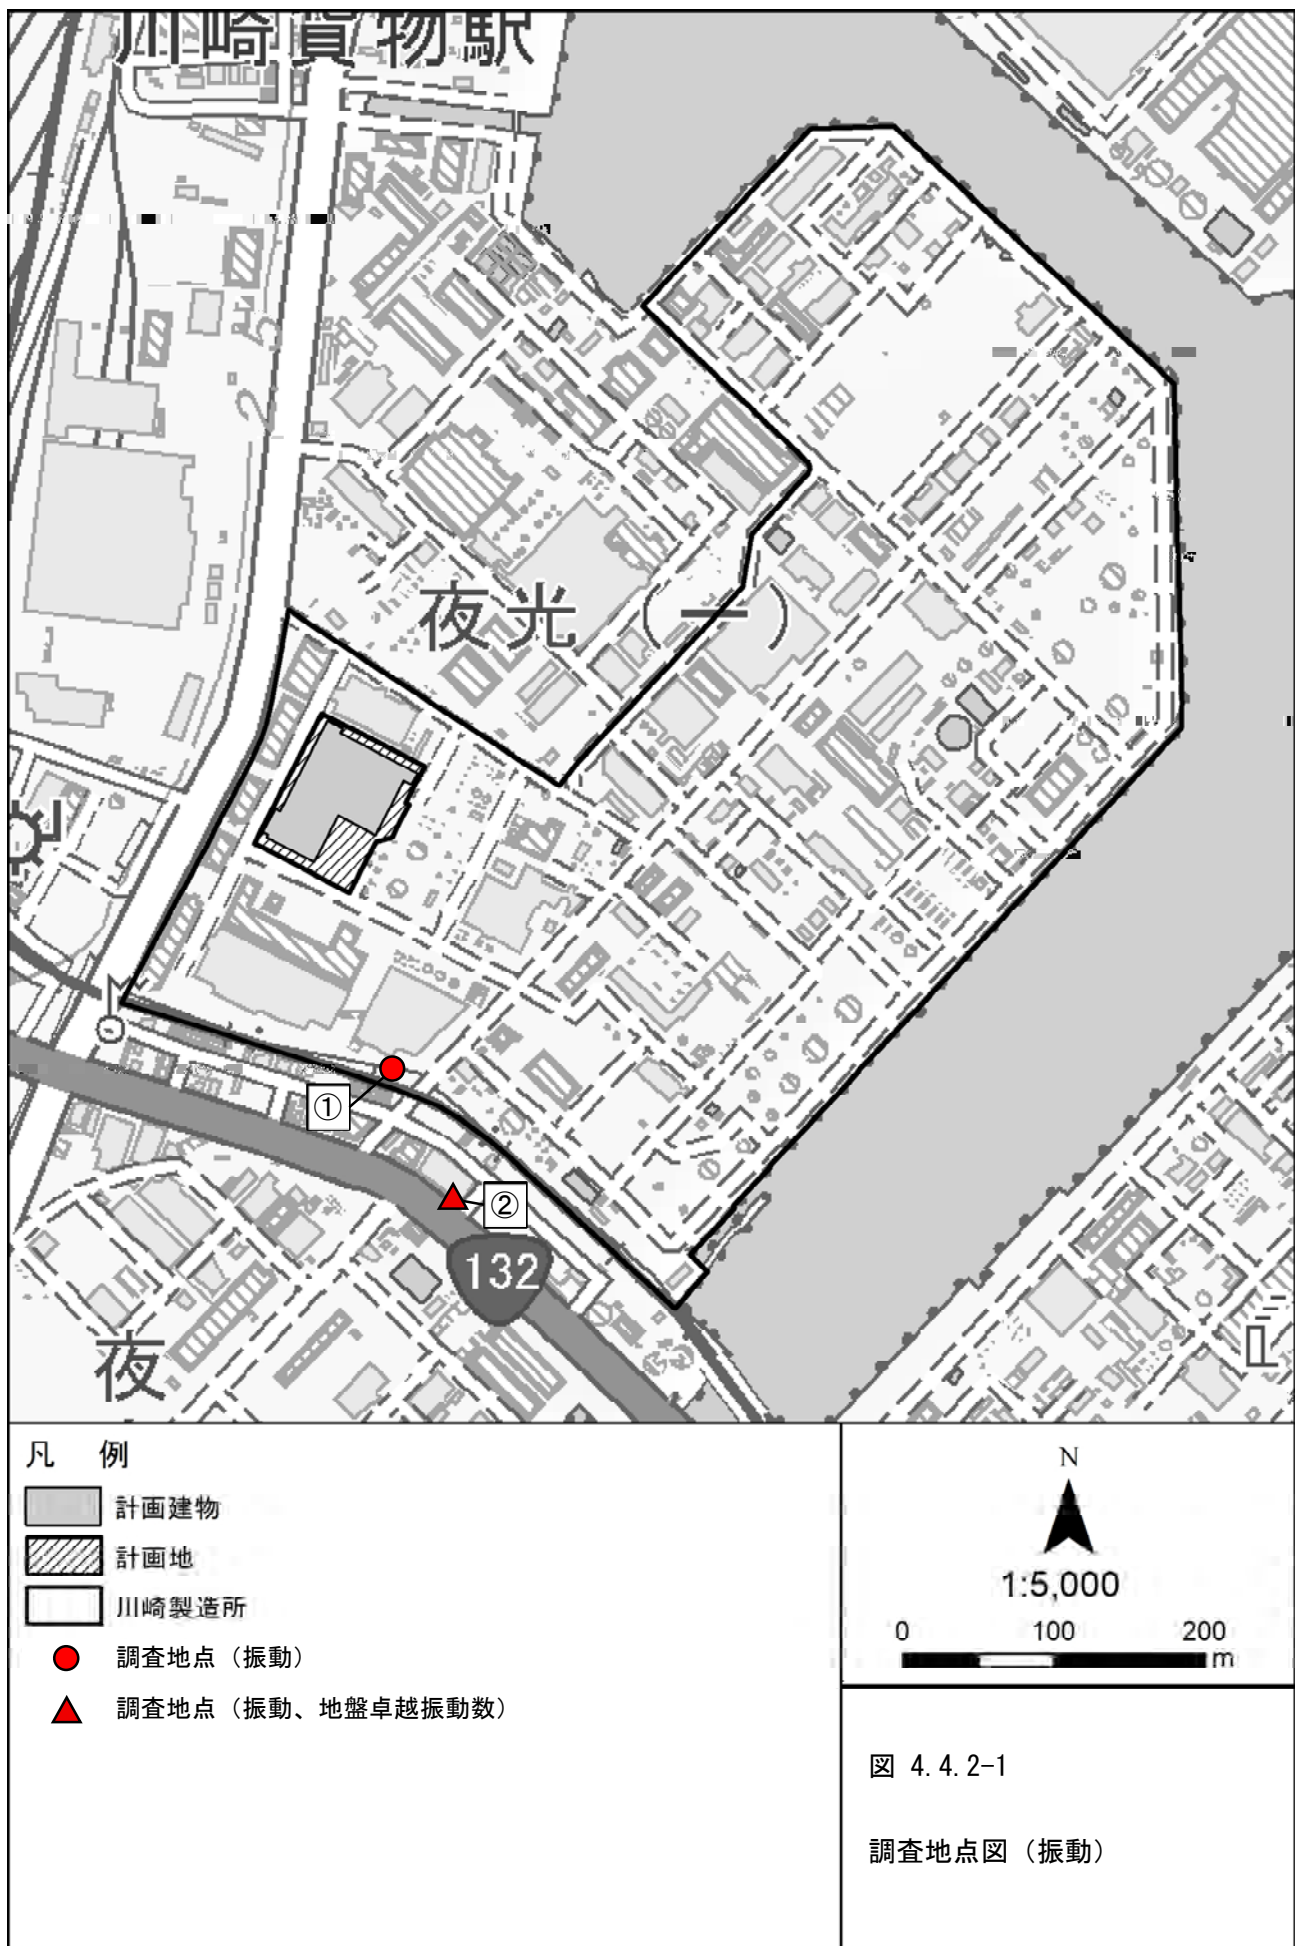 川崎貨物駅
夜光
(一)
①
②
132
夜
凡 例
計画建物
計画地
川崎製造所
調査地点（振動）
調査地点（振動、地盤卓越振動数）
N
1:5,000
0 100 200
m
図 4.4.2-1
調査地点図（振動）